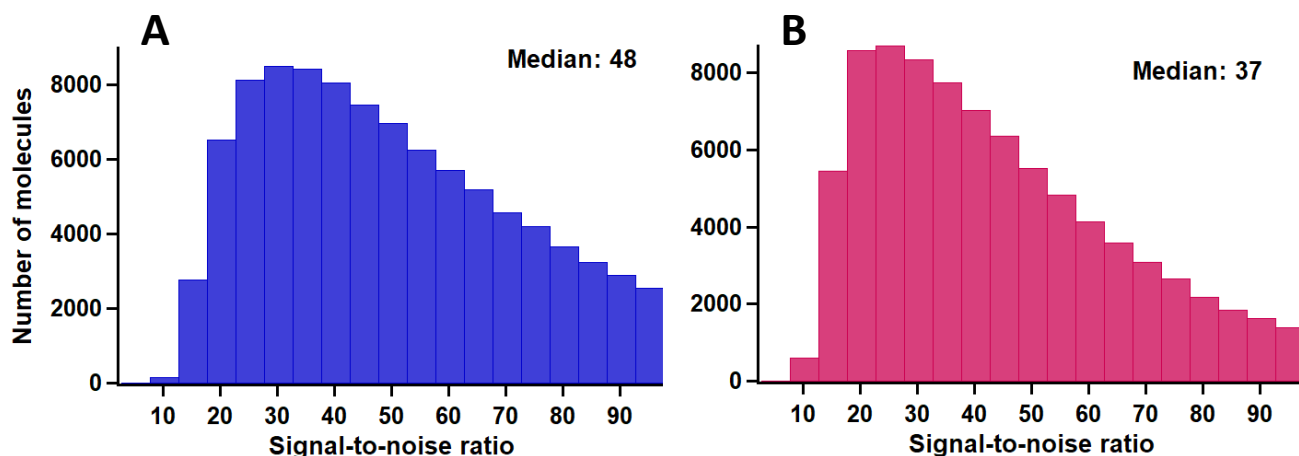 A
Median: 48
Number of molecules
8000
6000
4000
2000
0
10 20 30 40 50 60 70 80 90
Signal-to-noise ratio
B
Median: 37
8000
6000
4000
2000
0
10 20 30 40 50 60 70 80 90
Signal-to-noise ratio